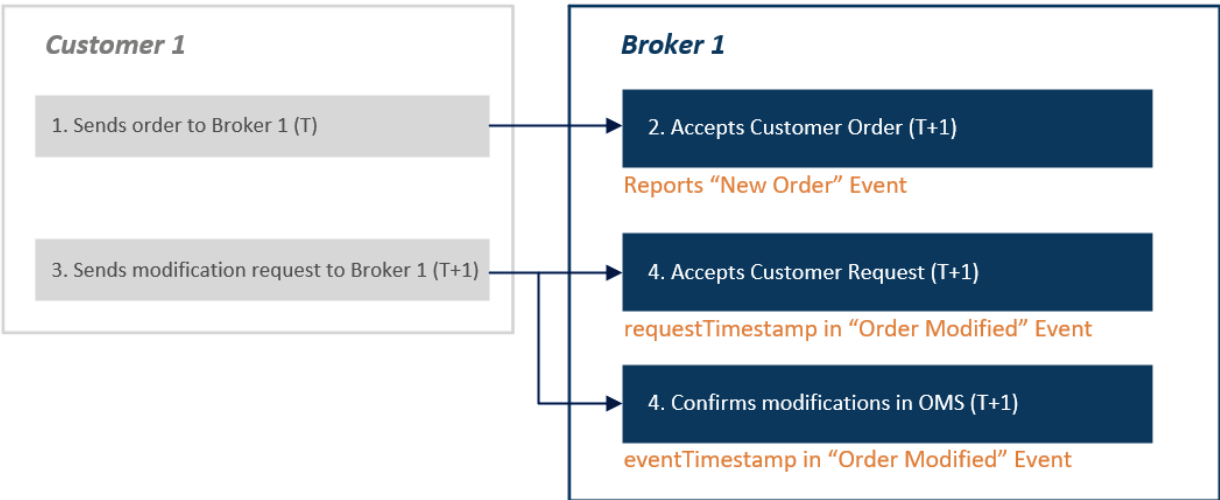 Customer 1
Broker 1
1. Sends order to Broker 1 (T)
2. Accepts Customer Order (T+1)
Reports “New Order” Event
3. Sends modification request to Broker 1 (T+1)
4. Accepts Customer Request (T+1)
requestTimestamp in “Order Modified” Event
4. Confirms modifications in OMS (T+1)
eventTimestamp in “Order Modified” Event